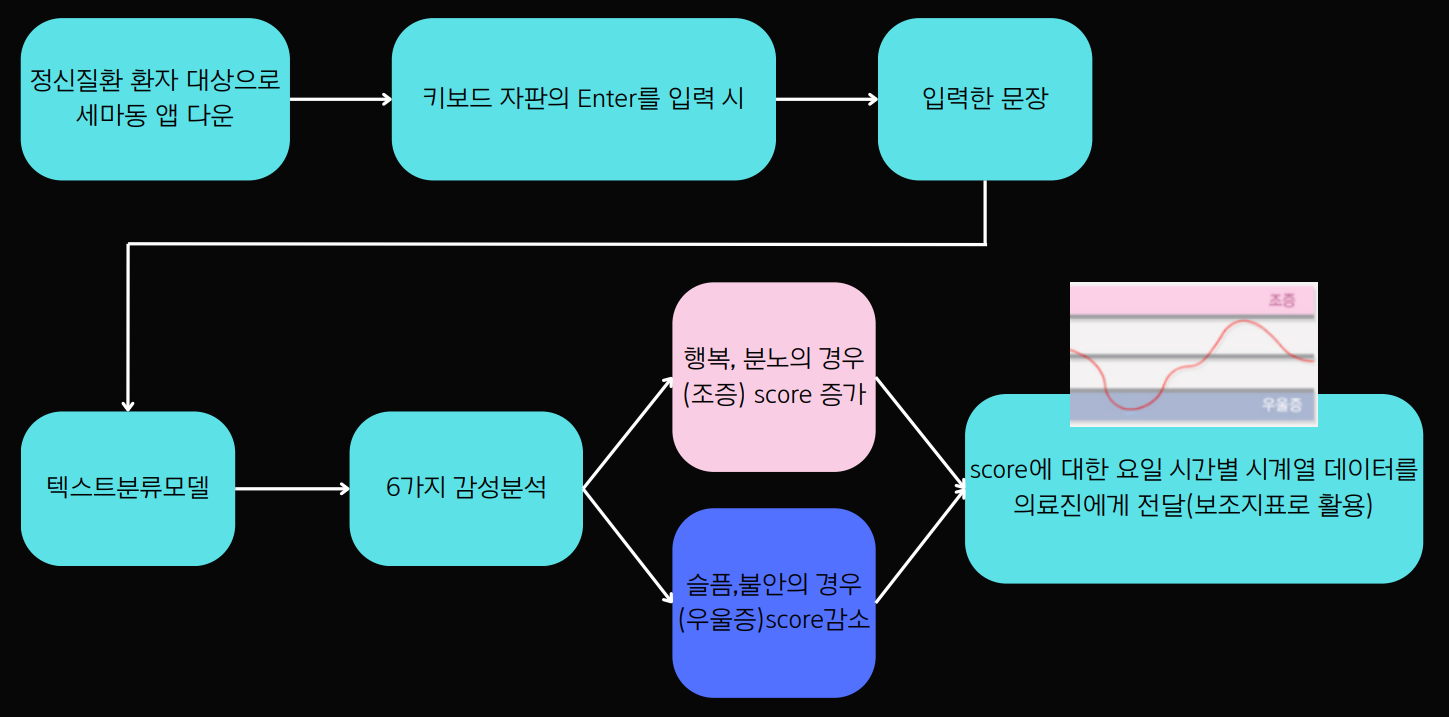 정신질환 환자 대상으로
세마동 앱 다운
키보드 자판의 Enter를 입력 시
입력한 문장
텍스트분류모델
6가지 감성분석
행복, 분노의 경우
(조증) score 증가
슬픔,불안의 경우
(우울증)score감소
조증
우울증
score에 대한 요일 시간별 시계열 데이터를
의료진에게 전달(보조지표로 활용)